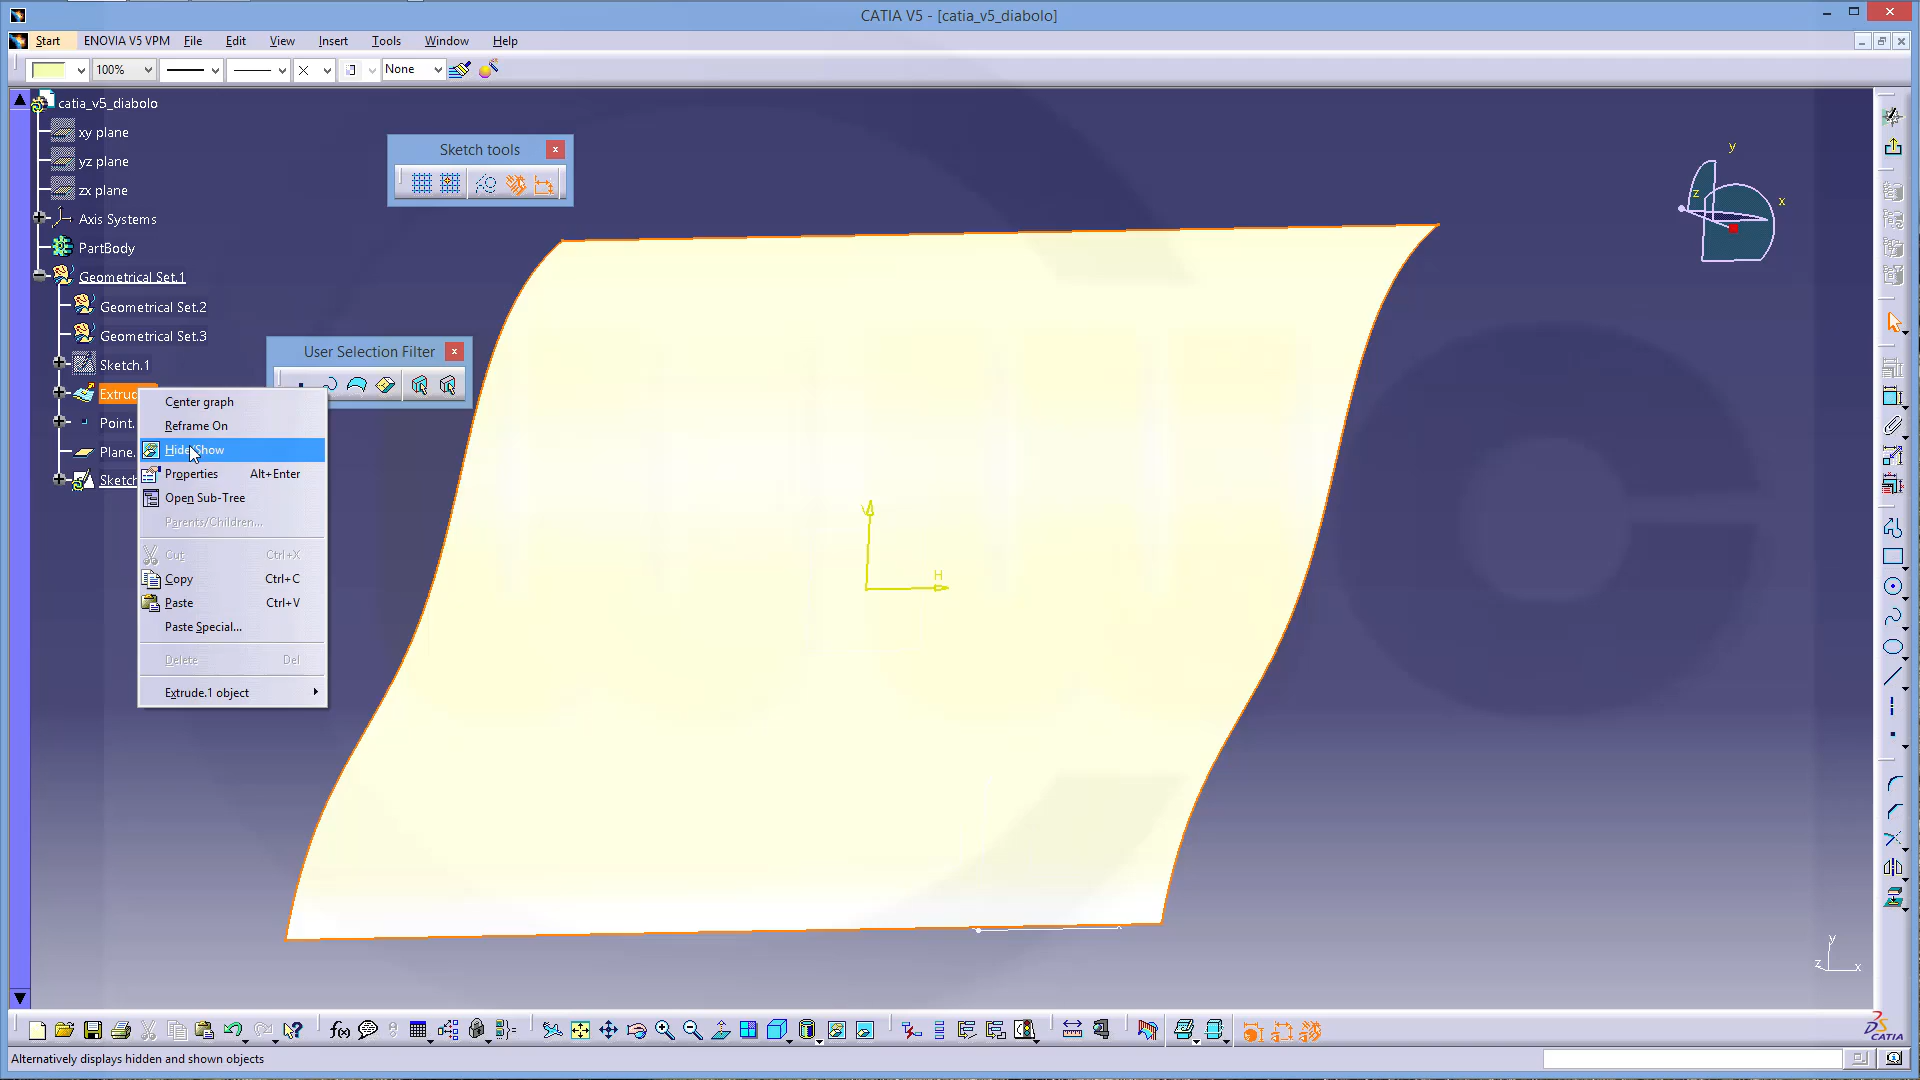 CATIA V5 - [catia_v5_diabolo]
Start
ENOVIA V5 VPM
File
Edit
View
Insert
Tools
Window
Help
100%
None
catia_v5_diabolo
xy plane
yz plane
zx plane
Axis Systems
PartBody
Geometrical Set.1
Geometrical Set.2
Geometrical Set.3
Sketch.1
Extrud
Point.
Plane.
Sketch
Sketch tools
User Selection Filter
Center graph
Reframe On
Hide/Show
Properties Alt+Enter
Open Sub-Tree
Parents/Children...
Cut Ctrl+X
Copy Ctrl+C
Paste Ctrl+V
Paste Special...
Delete Del
Extrude.1 object
V
H
y
z
x
y
z
x
f(x)
CATIA
Alternatively displays hidden and shown objects